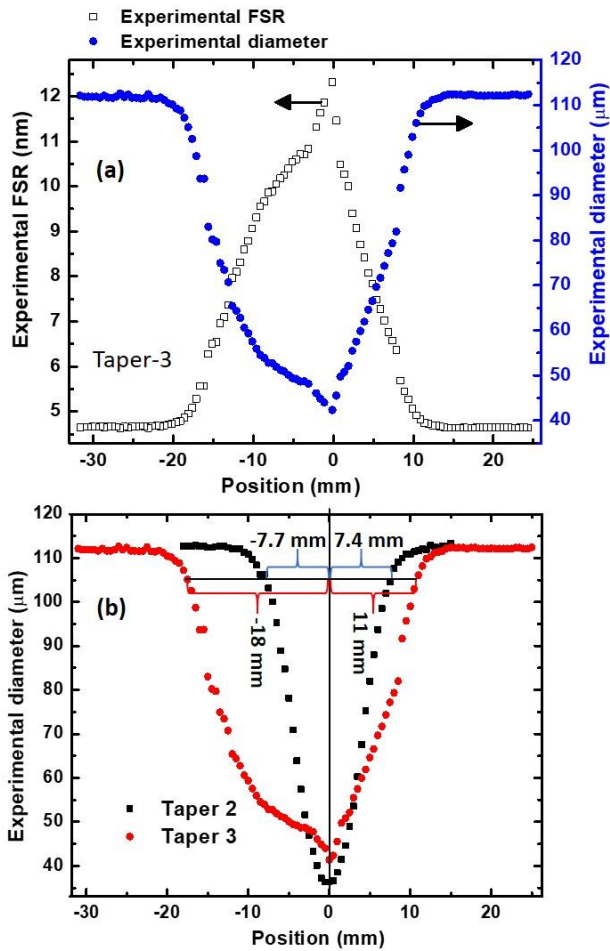 Experimental FSR
Experimental diameter
12
11
10
9
8
7
6
5
Experimental FSR (nm)
(a)
Taper-3
120
110
100
90
80
70
60
50
40
Experimental diameter (μm)
-30 -20 -10 0 10 20
Position (mm)
120
110
100
90
80
70
60
50
40
30
Experimental diameter (μm)
-7.7 mm 7.4 mm
(b)
-18 mm
11 mm
Taper 2
Taper 3
-30 -20 -10 0 10 20
Position (mm)